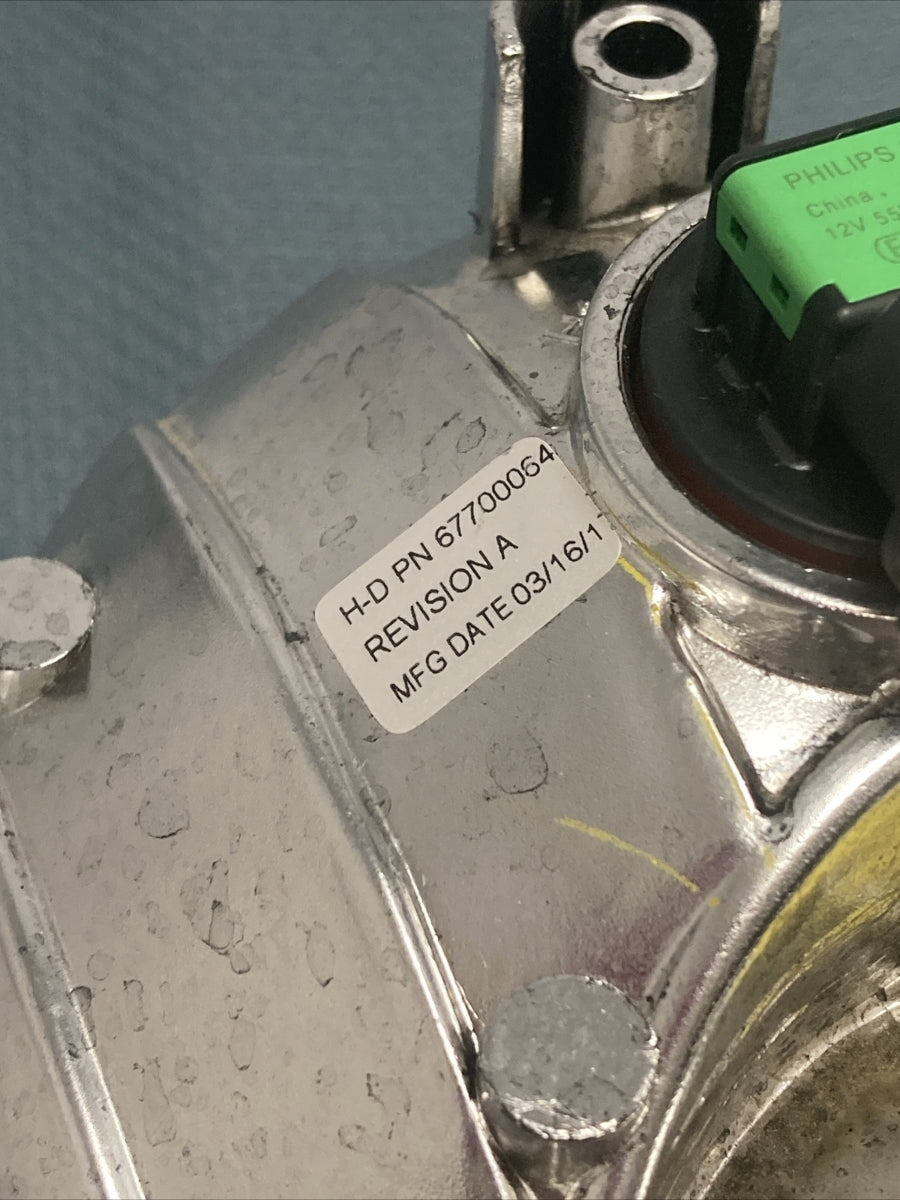 PHILIPS
China .
12V 55
H-D PN 67700064
REVISION A
MFG DATE 03/16/1